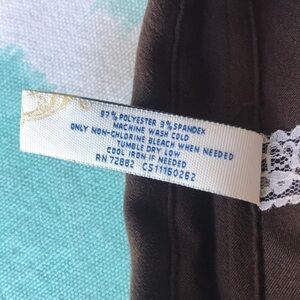 97% POLYESTER 3% SPANDEX
MACHINE WASH COLD
ONLY NON-CHLORINE BLEACH WHEN NEEDED
TUMBLE DRY LOW
COOL IRON IF NEEDED
RN 72882 CS11160262